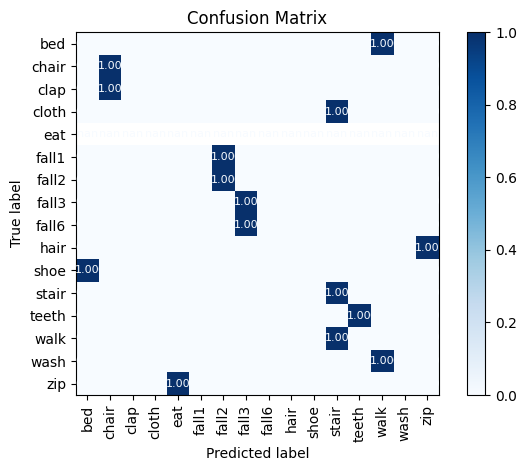 Confusion Matrix
True label
bed 1.00
chair 1.00
clap 1.00
cloth 1.00
eat
fall1 1.00
fall2 1.00
fall3 1.00
fall6 1.00
hair 1.00
shoe 1.00
stair 1.00
teeth 1.00
walk 1.00
wash 1.00
zip 1.00
bed chair clap cloth eat fall1 fall2 fall3 fall6 hair shoe stair teeth walk wash zip
Predicted label
1.0
0.8
0.6
0.4
0.2
0.0